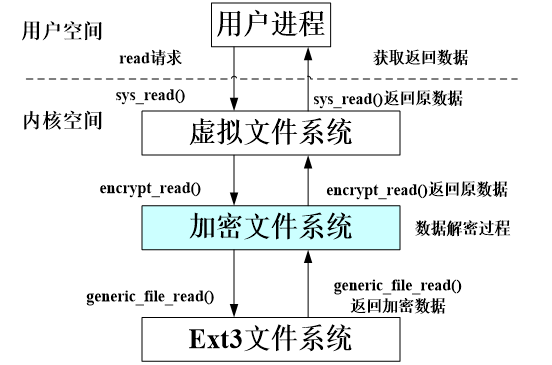 用户空间
用户进程
read请求
获取返回数据
sys_read()
sys_read()返回原数据
内核空间
虚拟文件系统
encrypt_read()
encrypt_read()返回原数据
加密文件系统
数据解密过程
generic_file_read()
generic_file_read()
返回加密数据
Ext3文件系统